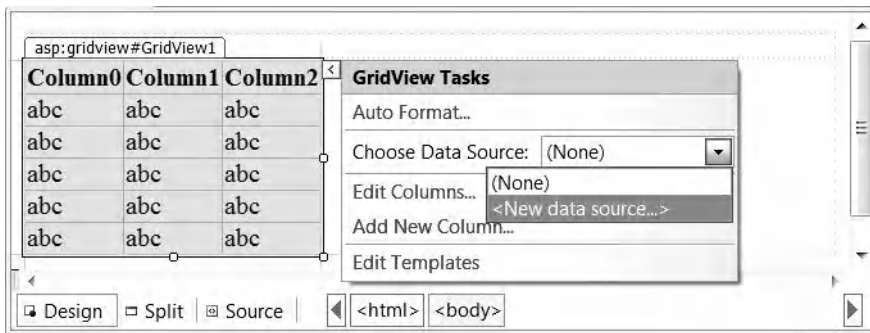 asp:gridview#GridView1
Column0 Column1 Column2
abc abc abc
abc abc abc
abc abc abc
abc abc abc
abc abc abc
GridView Tasks
Auto Format...
Choose Data Source: (None)
(None)
<New data source...>
Edit Columns...
Add New Column...
Edit Templates
Design Split Source <html> <body>